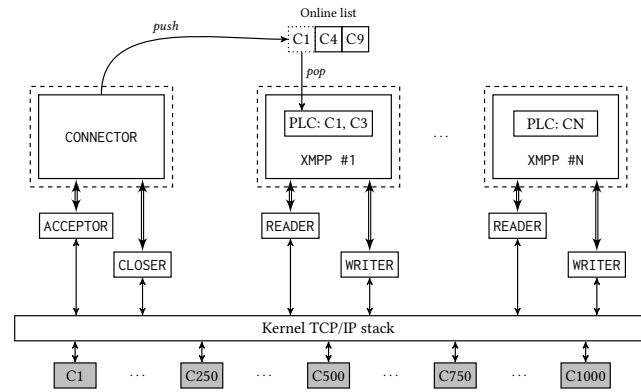 Online list
push
C1 C4 C9
pop
CONNECTOR
PLC: C1, C3
XMPP #1
...
PLC: CN
XMPP #N
ACCEPTOR
READER
READER
CLOSER
WRITER
WRITER
Kernel TCP/IP stack
C1 ... C250 ... C500 ... C750 ... C1000